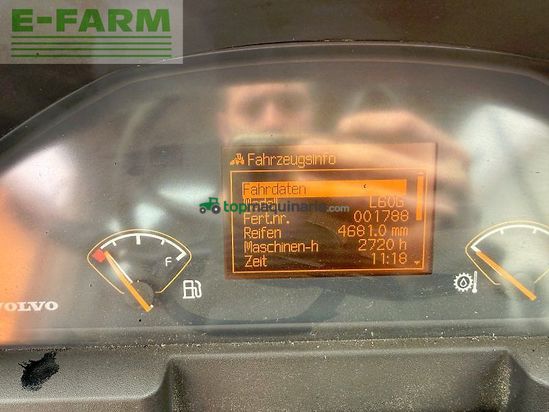 E-FARM
Fahrzeugsinfo
Fahrdaten
Modell L60G
topmaquinaria.com
Fert.nr. 001788
Reifen 4681.0 mm
Maschinen-h 2720 h
Zeit 11:18
F
VOLVO